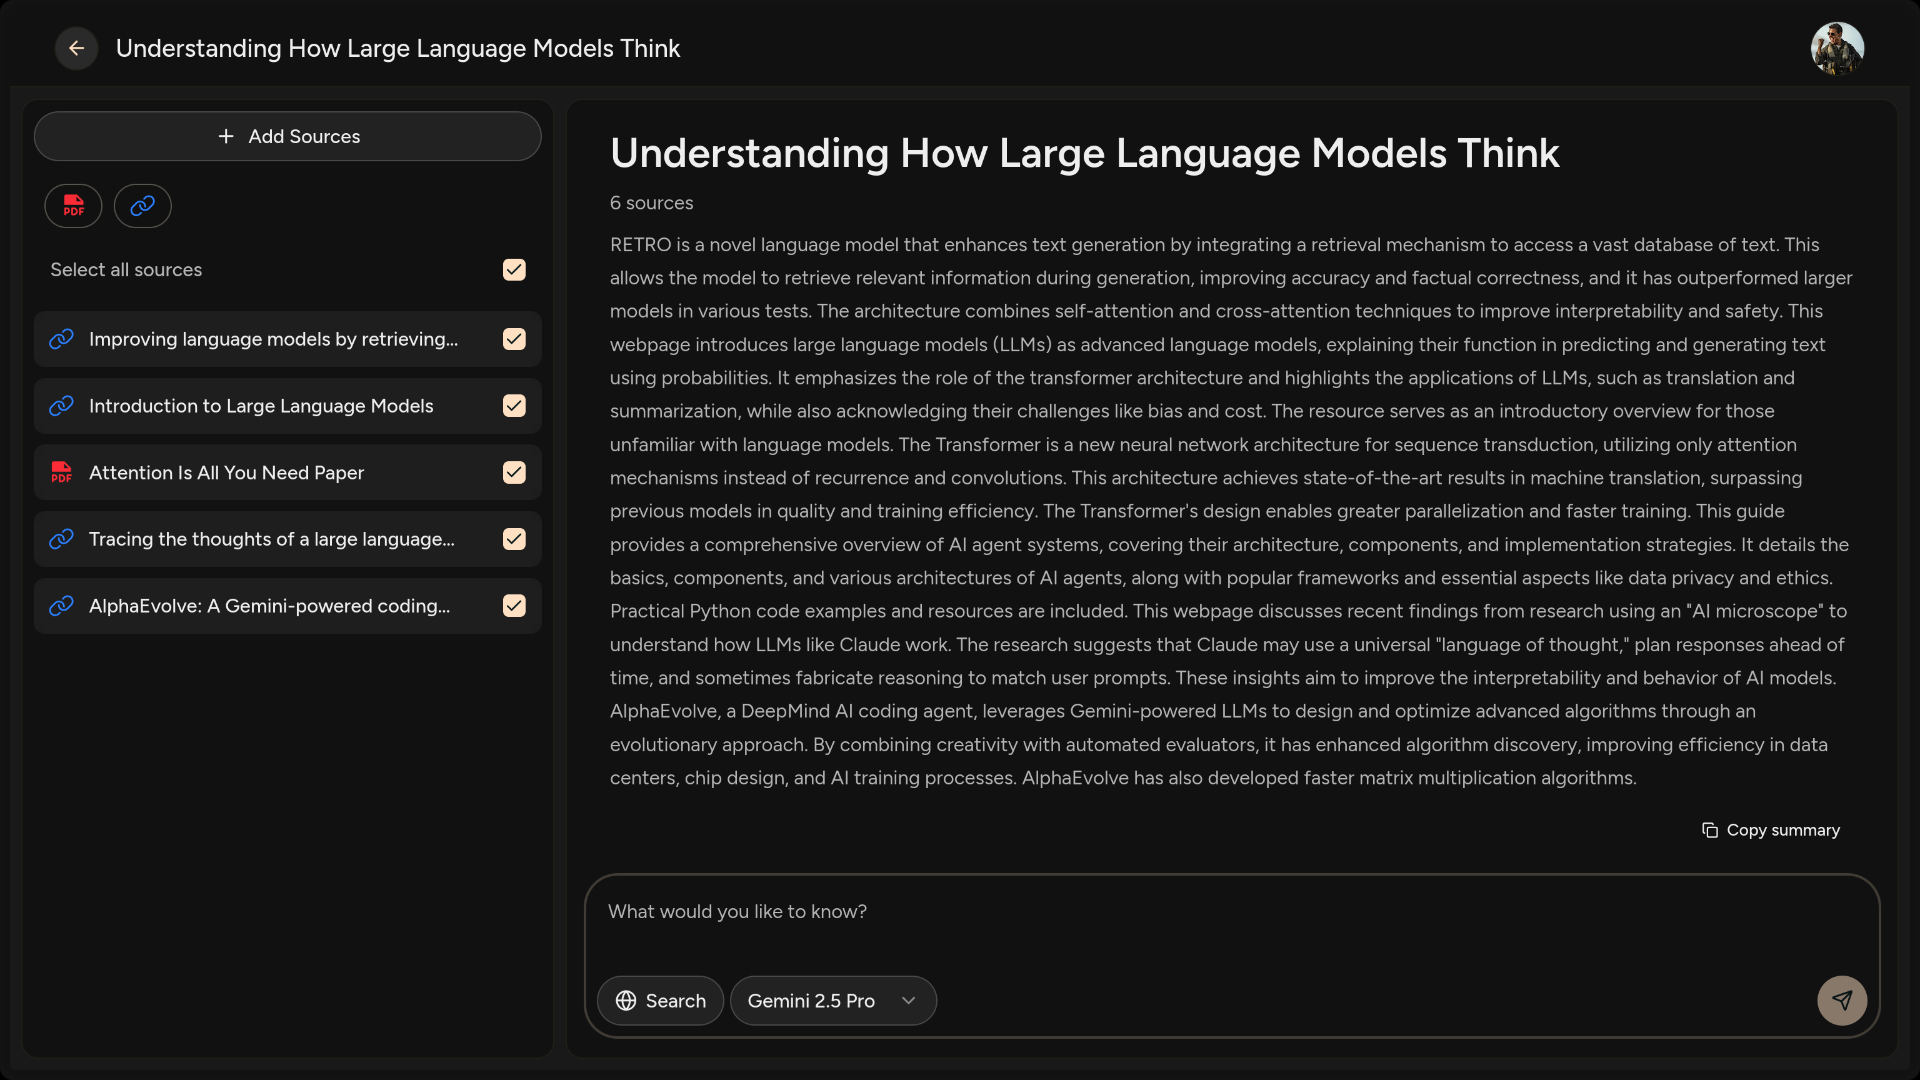 Understanding How Large Language Models Think
+ Add Sources
PDF
Select all sources
Improving language models by retrieving...
Introduction to Large Language Models
PDF Attention Is All You Need Paper
Tracing the thoughts of a large language...
AlphaEvolve: A Gemini-powered coding...
Understanding How Large Language Models Think
6 sources
RETRO is a novel language model that enhances text generation by integrating a retrieval mechanism to access a vast database of text. This
allows the model to retrieve relevant information during generation, improving accuracy and factual correctness, and it has outperformed larger
models in various tests. The architecture combines self-attention and cross-attention techniques to improve interpretability and safety. This
webpage introduces large language models (LLMs) as advanced language models, explaining their function in predicting and generating text
using probabilities. It emphasizes the role of the transformer architecture and highlights the applications of LLMs, such as translation and
summarization, while also acknowledging their challenges like bias and cost. The resource serves as an introductory overview for those
unfamiliar with language models. The Transformer is a new neural network architecture for sequence transduction, utilizing only attention
mechanisms instead of recurrence and convolutions. This architecture achieves state-of-the-art results in machine translation, surpassing
previous models in quality and training efficiency. The Transformer's design enables greater parallelization and faster training. This guide
provides a comprehensive overview of AI agent systems, covering their architecture, components, and implementation strategies. It details the
basics, components, and various architectures of AI agents, along with popular frameworks and essential aspects like data privacy and ethics.
Practical Python code examples and resources are included. This webpage discusses recent findings from research using an "AI microscope" to
understand how LLMs like Claude work. The research suggests that Claude may use a universal "language of thought," plan responses ahead of
time, and sometimes fabricate reasoning to match user prompts. These insights aim to improve the interpretability and behavior of AI models.
AlphaEvolve, a DeepMind AI coding agent, leverages Gemini-powered LLMs to design and optimize advanced algorithms through an
evolutionary approach. By combining creativity with automated evaluators, it has enhanced algorithm discovery, improving efficiency in data
centers, chip design, and AI training processes. AlphaEvolve has also developed faster matrix multiplication algorithms.
Copy summary
What would you like to know?
Search
Gemini 2.5 Pro